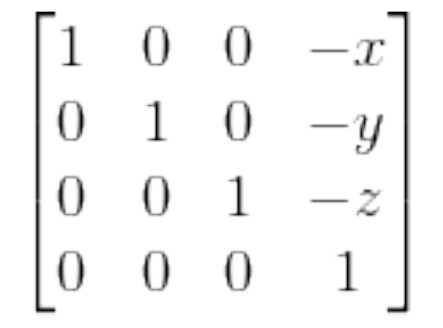 1 0 0 −x
0 1 0 −y
0 0 1 −z
0 0 0 1